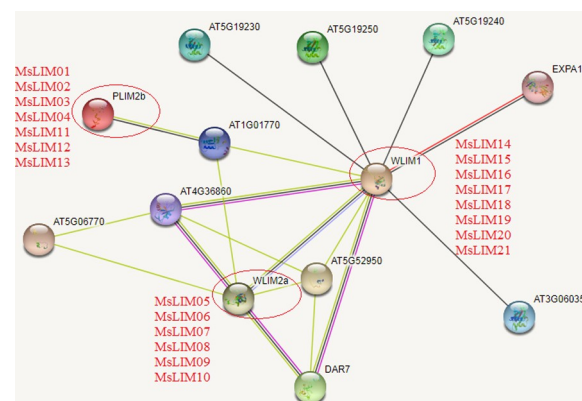 AT5G19230
AT5G19250
AT5G19240
EXPA1
MsLIM01
MsLIM02
MsLIM03
MsLIM04
MsLIM11
MsLIM12
MsLIM13
PLIM2b
AT1G01770
WLIM1
MsLIM14
MsLIM15
MsLIM16
MsLIM17
MsLIM18
MsLIM19
MsLIM20
MsLIM21
AT4G36860
AT5G06770
AT5G52950
WLIM2a
MsLIM05
MsLIM06
MsLIM07
MsLIM08
MsLIM09
MsLIM10
AT3G06035
DAR7